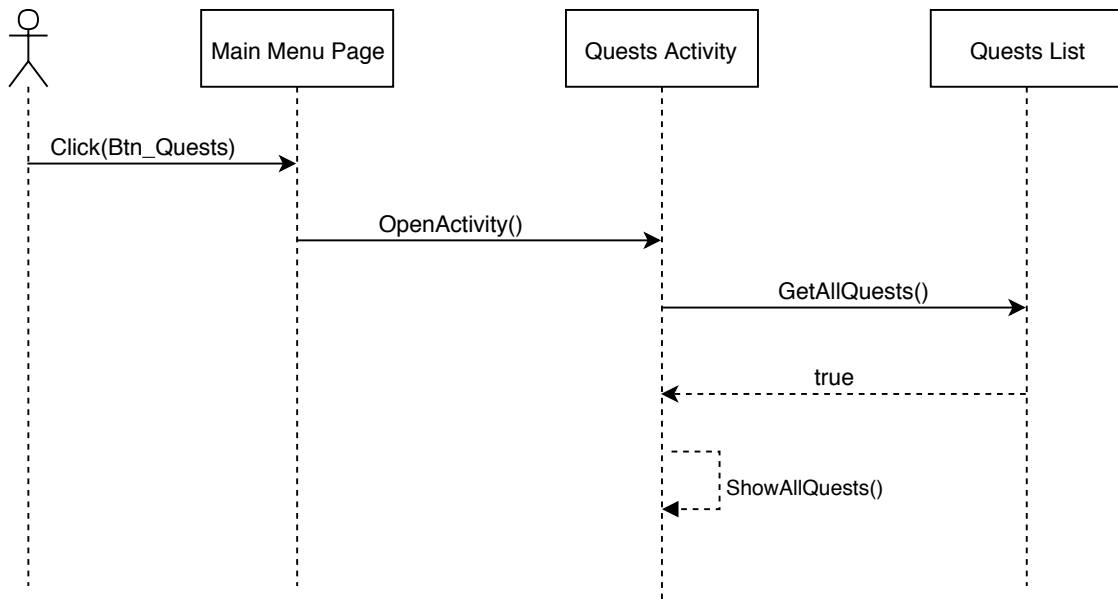 Main Menu Page
Quests Activity
Quests List
Click(Btn_Quests)
OpenActivity()
GetAllQuests()
true
ShowAllQuests()